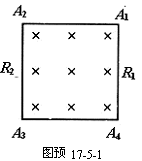 A₂ A₁
× × ×
R₂ × × × R₁
× × ×
A₃ A₄
图预 17-5-1